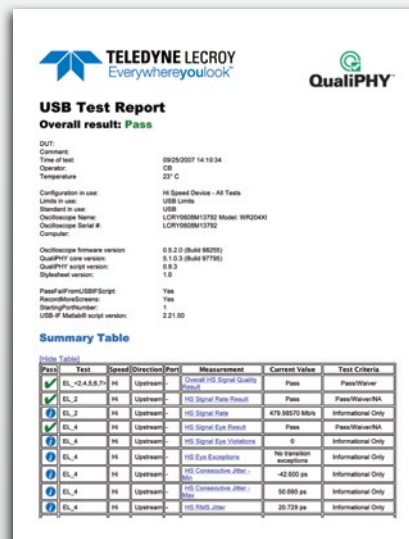 TELEDYNE LECROY
Everywhereyoulook™
QualiPHY™
USB Test Report
Overall result: Pass
DUT:
Comment:
Time of test: 09/25/2007 14:10:34
Operator: CB
Temperature 23° C
Configuration in use: Hi Speed Device - All Tests
Limits in use: USB Limits
Standard in use: USB
Oscilloscope Name: LCRY0608M13792 Model: WR204XI
Oscilloscope Serial #: LCRY0608M13792
Computer:
Oscilloscope firmware version: 0.5.2.0 (Build 98255)
QualiPHY core version: 5.1.0.3 (Build 97795)
QualiPHY script version: 0.9.3
Stylesheet version: 1.0
PassFailFromUSBIFScript: Yes
RecordMoreScreens: Yes
StartingPortNumber: 1
USB-IF Matlab® script version: 2.21.00
Summary Table
[Hide Table]
Pass Test Speed Direction Port Measurement Current Value Test Criteria
EL_<2,4,5,6,7> Hi Upstream - Overall HS Signal Quality Result Pass Pass/Waiver
EL_2 Hi Upstream - HS Signal Rate Result Pass Pass/Waiver/NA
EL_2 Hi Upstream - HS Signal Rate 479.98570 Mb/s Informational Only
EL_4 Hi Upstream - HS Signal Eye Result Pass Pass/Waiver/NA
EL_4 Hi Upstream - HS Signal Eye Violations 0 Informational Only
EL_4 Hi Upstream - HS Eye Exceptions No transition exceptions Informational Only
EL_4 Hi Upstream - HS Consecutive Jitter - Min -42.600 ps Informational Only
EL_4 Hi Upstream - HS Consecutive Jitter - Max 50.690 ps Informational Only
EL_4 Hi Upstream - HS RMS Jitter 20.729 ps Informational Only